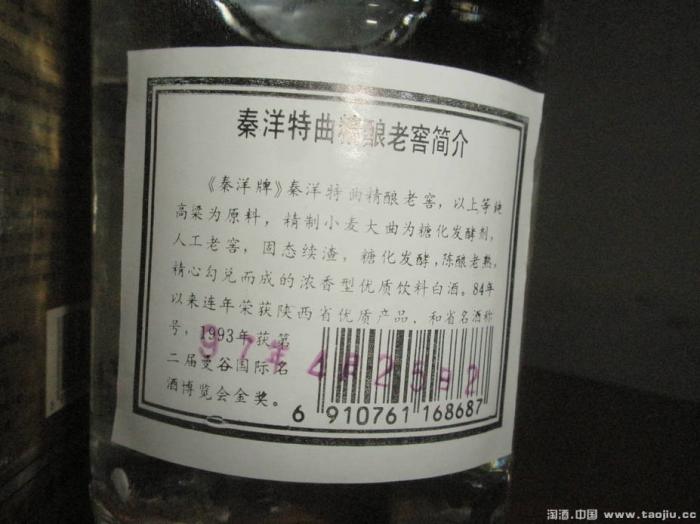 秦洋特曲精酿老窖简介
《秦洋牌》秦洋特曲精酿老窖，以上等纯
高粱为原料，精制小麦大曲为糖化发酵剂，
人工老窖，固态续渣，糖化发酵，陈酿老熟，
精心勾兑而成的浓香型优质饮料白酒。84年
以来连年荣获陕西省优质产品，和省名酒称
号，1993年获第
二届曼谷国际名
酒博览会金奖。
97年4月25日2
6 910761 168687
淘酒.中国 www.taojiu.cc